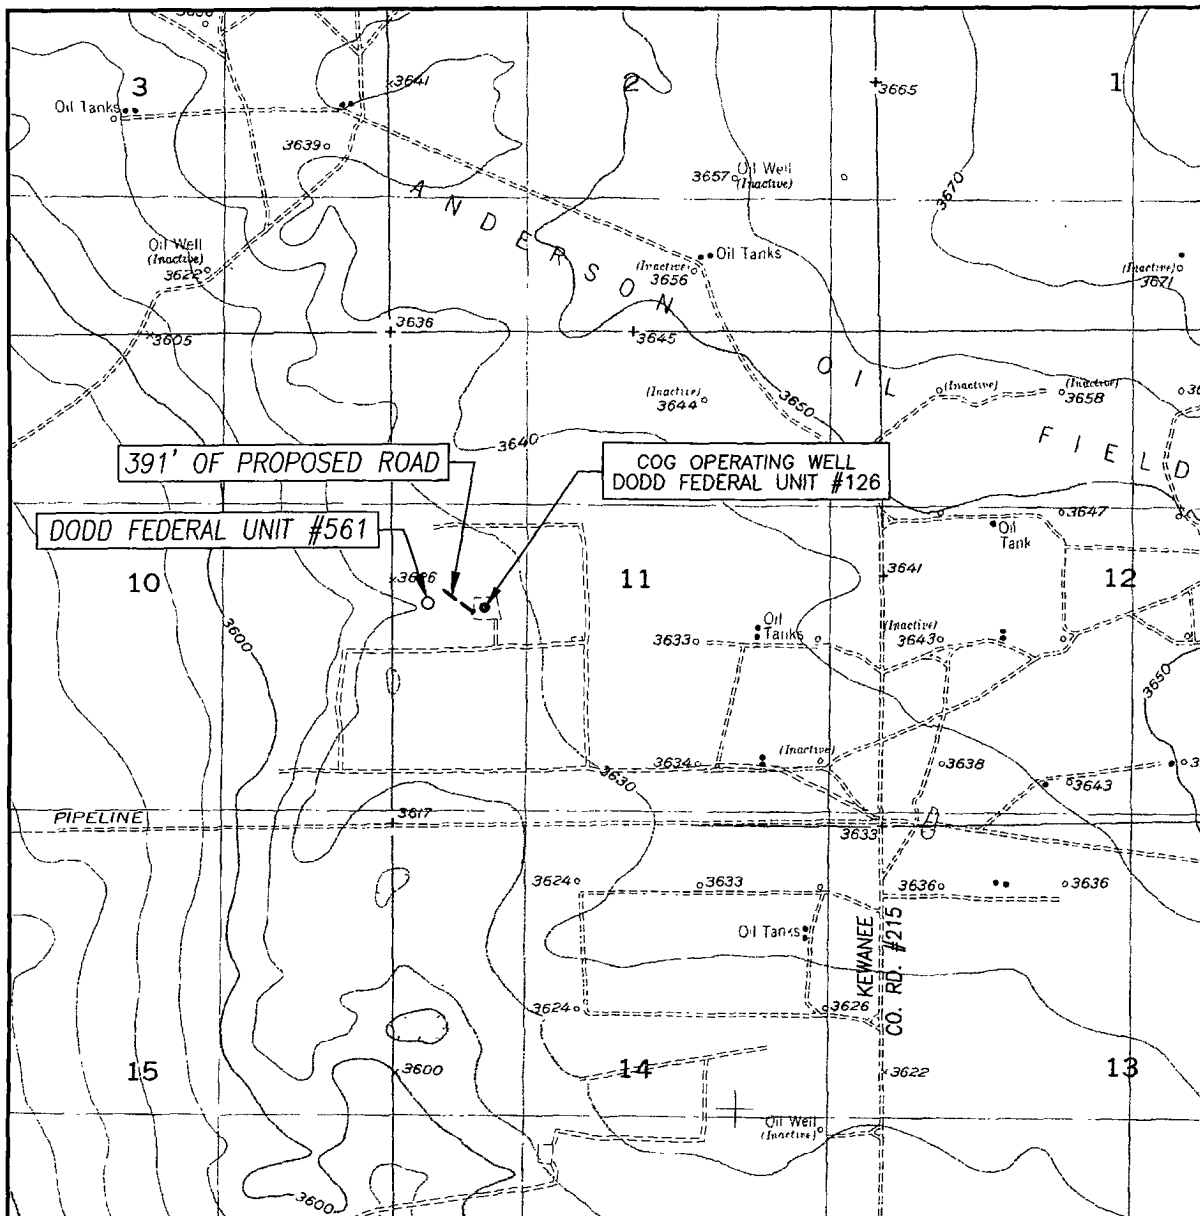 3641
3
2
1
Oil Tanks
3665
3639
3657
Oil Well
(Inactive)
3670
ANDERSON
Oil Well
(Inactive)
3622
Oil Tanks
(Inactive)
3656
(Inactive)
3671
3636
3605
3645
OIL
(Inactive)
3644
(Inactive)
(Inactive)
3658
3650
3640
FIELD
391' OF PROPOSED ROAD
COG OPERATING WELL
DODD FEDERAL UNIT #126
3647
DODD FEDERAL UNIT #561
Oil
Tank
10
11
3641
12
3600
Oil
Tanks
3633
(Inactive)
3643
3650
(Inactive)
3634
3638
3630
3643
PIPELINE
3617
3633
3624
3633
3636
3636
Oil Tanks
KEWANEE
CO. RD. #215
3624
3626
15
3600
14
3622
13
Oil Well
(Inactive)
3600